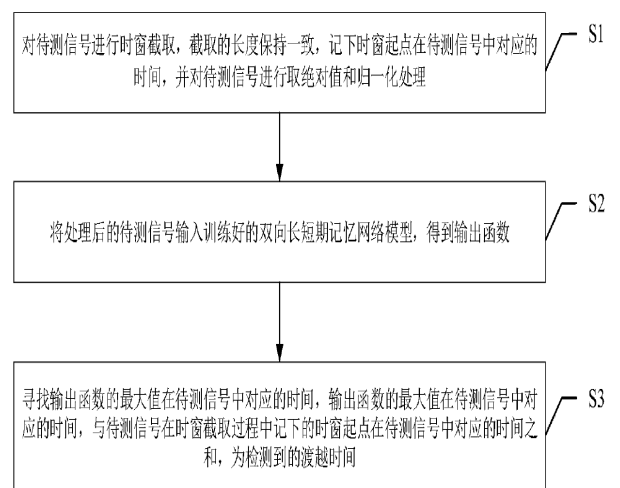 对待测信号进行时窗截取，截取的长度保持一致，记下时窗起点在待测信号中对应的
时间，并对待测信号进行取绝对值和归一化处理
S1
将处理后的待测信号输入训练好的双向长短期记忆网络模型，得到输出函数
S2
寻找输出函数的最大值在待测信号中对应的时间，输出函数的最大值在待测信号中对
应的时间，与待测信号在时窗截取过程中记下的时窗起点在待测信号中对应的时间之
和，为检测到的渡越时间
S3